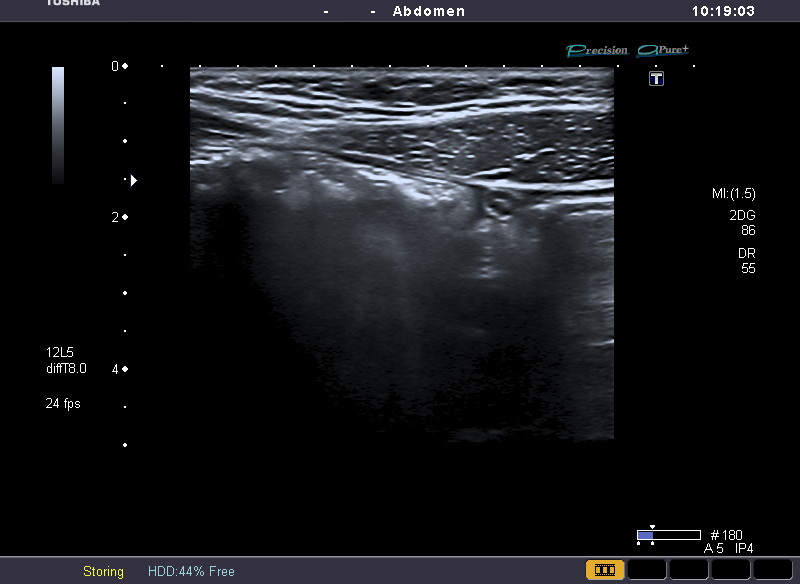 TOSHIBA
- - Abdomen 10:19:03
Precision APure+
0
T
MI:(1.5)
2
2DG
86
DR
55
12L5
diffT8.0
4
24 fps
#180
A 5 IP4
Storing HDD:44% Free